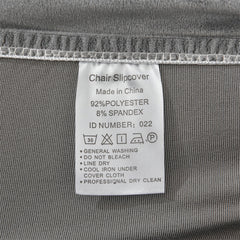 Chair Slipcover
Made in China
92%POLYESTER
8% SPANDEX
ID NUMBER: 022
30 P
- GENERAL WASHING
- DO NOT BLEACH
- LINE DRY
- COOL IRON UNDER
COVER CLOTH
- PROFESSIONAL DRY CLEAN